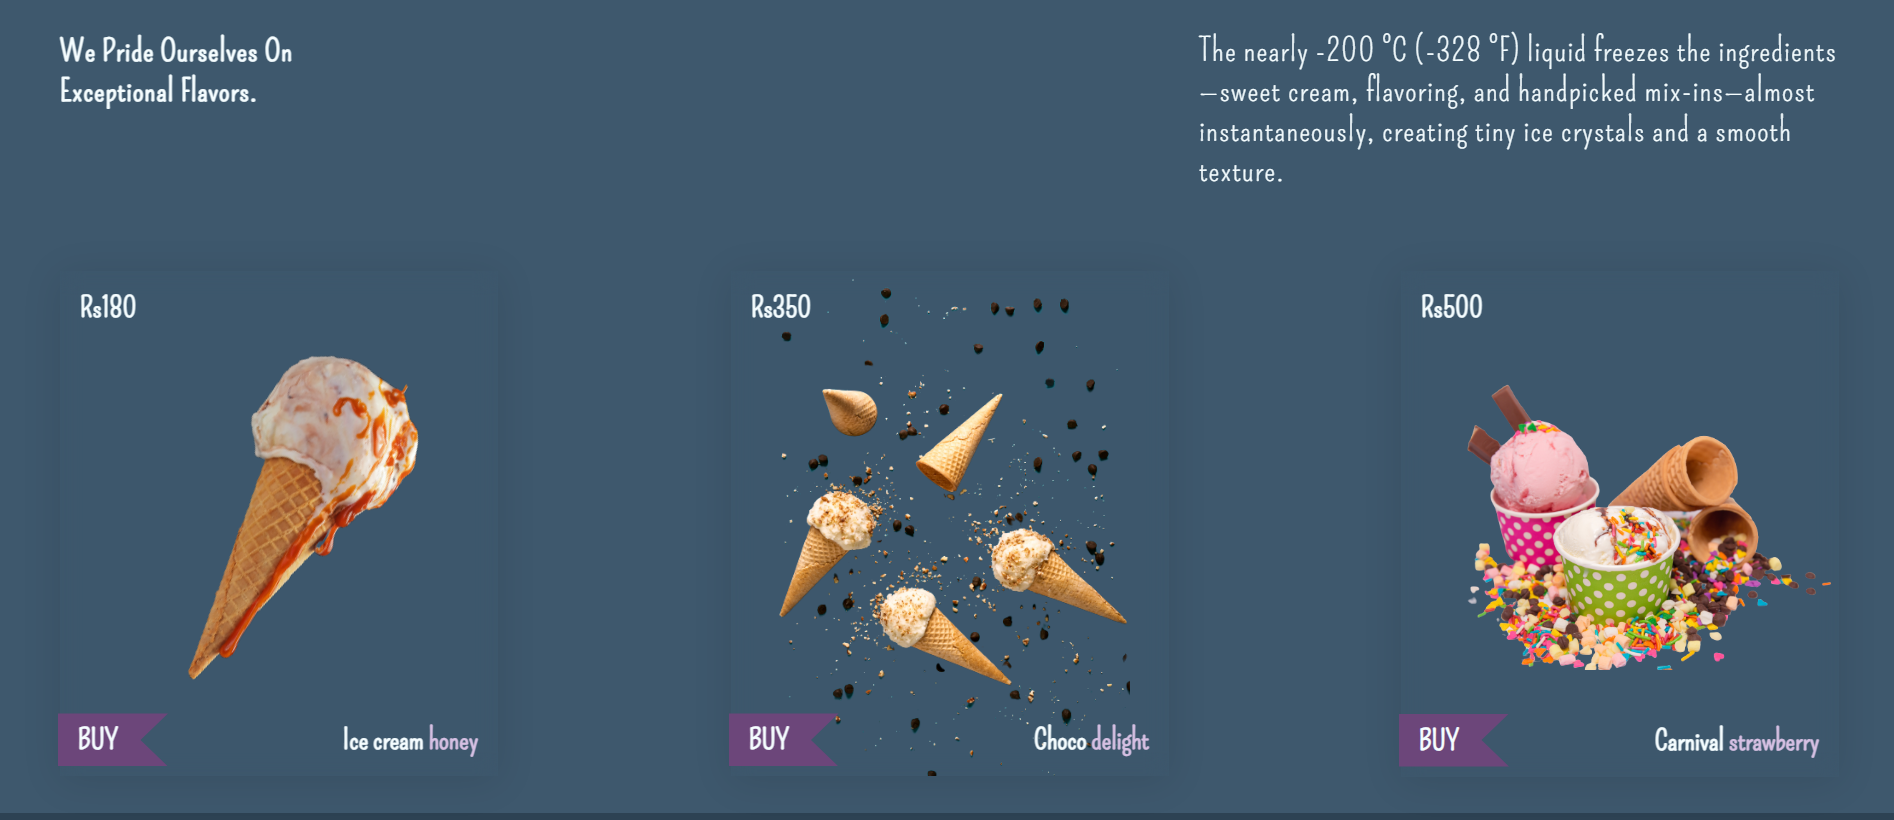 We Pride Ourselves On
Exceptional Flavors.
The nearly -200 °C (-328 °F) liquid freezes the ingredients
—sweet cream, flavoring, and handpicked mix-ins—almost
instantaneously, creating tiny ice crystals and a smooth
texture.
Rs180
BUY
Ice cream honey
Rs350
BUY
Choco delight
Rs500
BUY
Carnival strawberry